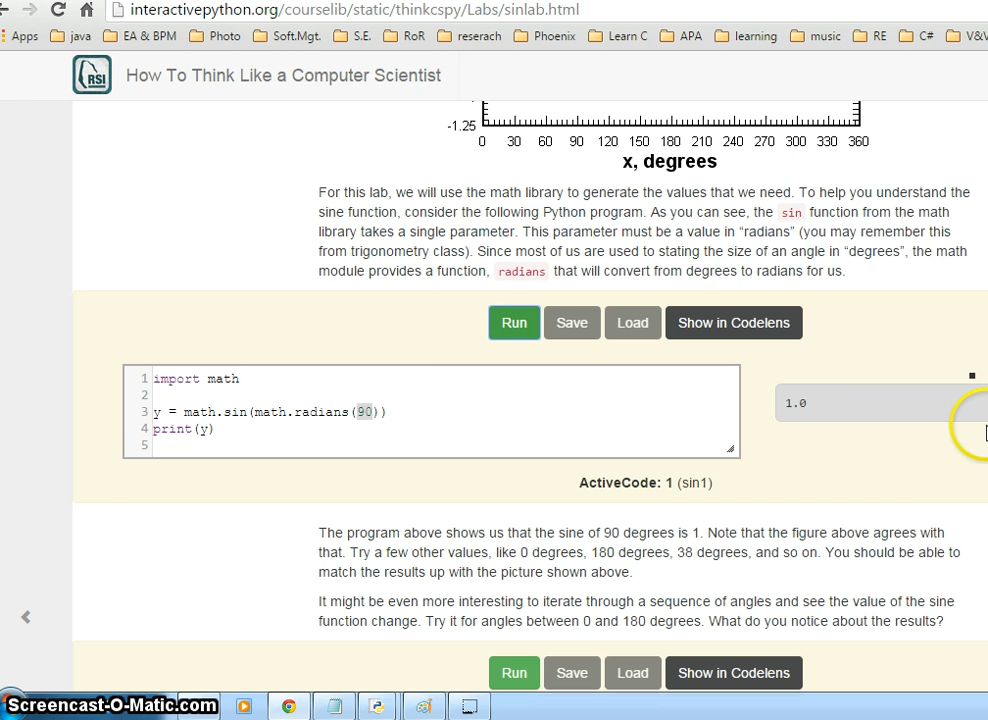 interactivepython.org/courselib/static/thinkcspy/Labs/sinlab.html
Apps java EA & BPM Photo Soft.Mgt. S.E. RoR reserach Phoenix Learn C APA learning music RE C# V&V
RSI How To Think Like a Computer Scientist
-1.25
0 30 60 90 120 150 180 210 240 270 300 330 360
x, degrees
For this lab, we will use the math library to generate the values that we need. To help you understand the
sine function, consider the following Python program. As you can see, the sin function from the math
library takes a single parameter. This parameter must be a value in “radians” (you may remember this
from trigonometry class). Since most of us are used to stating the size of an angle in “degrees”, the math
module provides a function, radians that will convert from degrees to radians for us.
Run Save Load Show in Codelens
1 import math
2
3 y = math.sin(math.radians(90))
4 print(y)
5
1.0
ActiveCode: 1 (sin1)
The program above shows us that the sine of 90 degrees is 1. Note that the figure above agrees with
that. Try a few other values, like 0 degrees, 180 degrees, 38 degrees, and so on. You should be able to
match the results up with the picture shown above.
It might be even more interesting to iterate through a sequence of angles and see the value of the sine
function change. Try it for angles between 0 and 180 degrees. What do you notice about the results?
Run Save Load Show in Codelens
Screencast-O-Matic.com